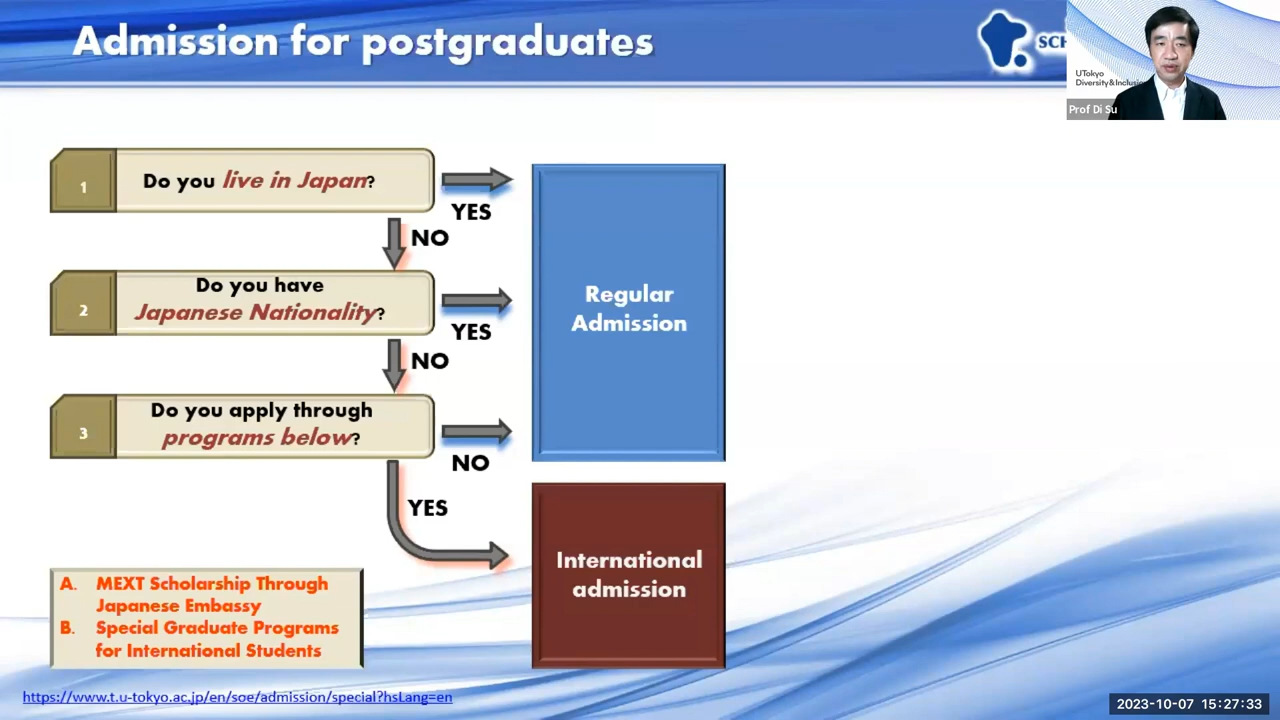 Admission for postgraduates
UTokyo
Prof Di Su
1
Do you live in Japan?
YES
NO
2
Do you have
Japanese Nationality?
YES
NO
3
Do you apply through
programs below?
NO
YES
Regular
Admission
International
admission
A. MEXT Scholarship Through
Japanese Embassy
B. Special Graduate Programs
for International Students
https://www.t.u-tokyo.ac.jp/en/soe/admission/special?hsLang=en
2023-10-07 15:27:33